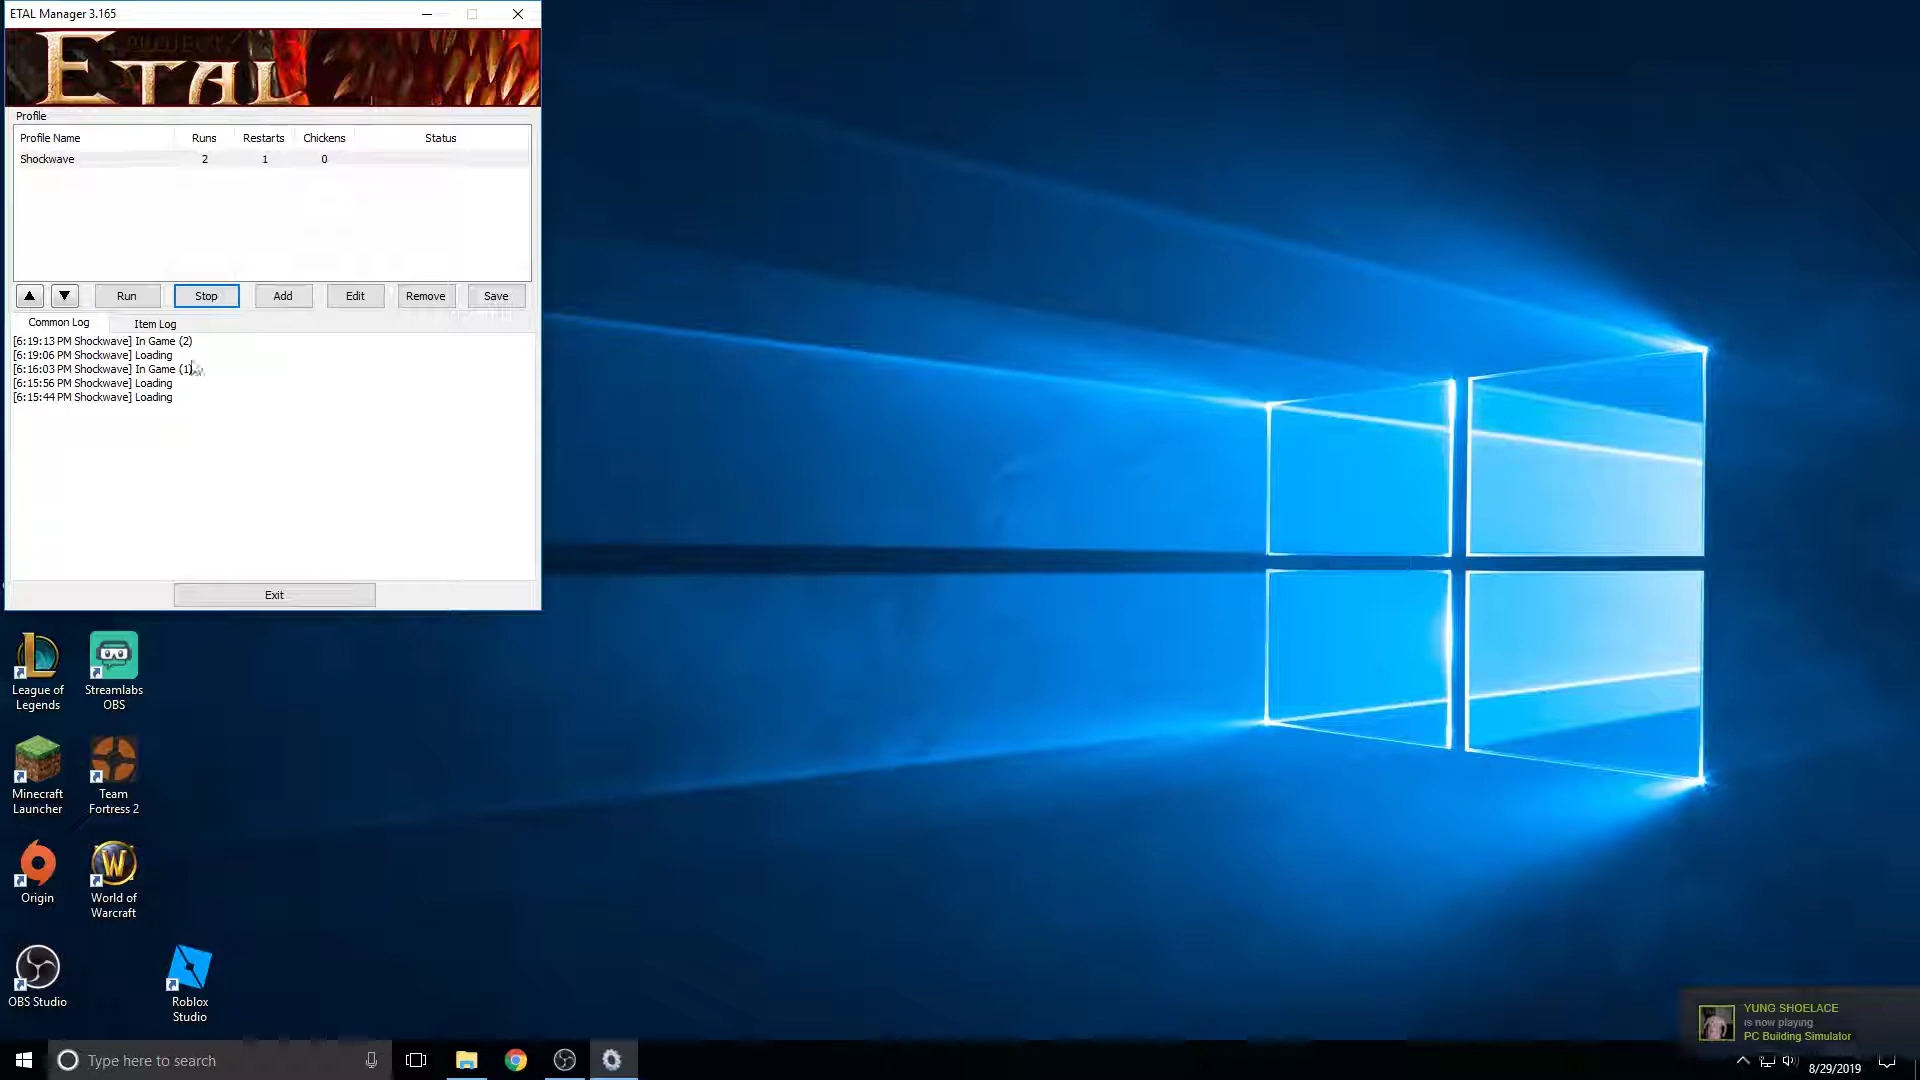 ETAL Manager 3.165
PROJECT
ETAL
Profile
Profile Name Runs Restarts Chickens Status
Shockwave 2 1 0
Run Stop Add Edit Remove Save
Common Log Item Log
[6:19:13 PM Shockwave] In Game (2)
[6:19:06 PM Shockwave] Loading
[6:16:03 PM Shockwave] In Game (1)
[6:15:56 PM Shockwave] Loading
[6:15:44 PM Shockwave] Loading
Exit
League of
Legends
Streamlabs
OBS
Minecraft
Launcher
Team
Fortress 2
Origin
World of
Warcraft
OBS Studio
Roblox
Studio
YUNG SHOELACE
is now playing
PC Building Simulator
Type here to search
8/29/2019